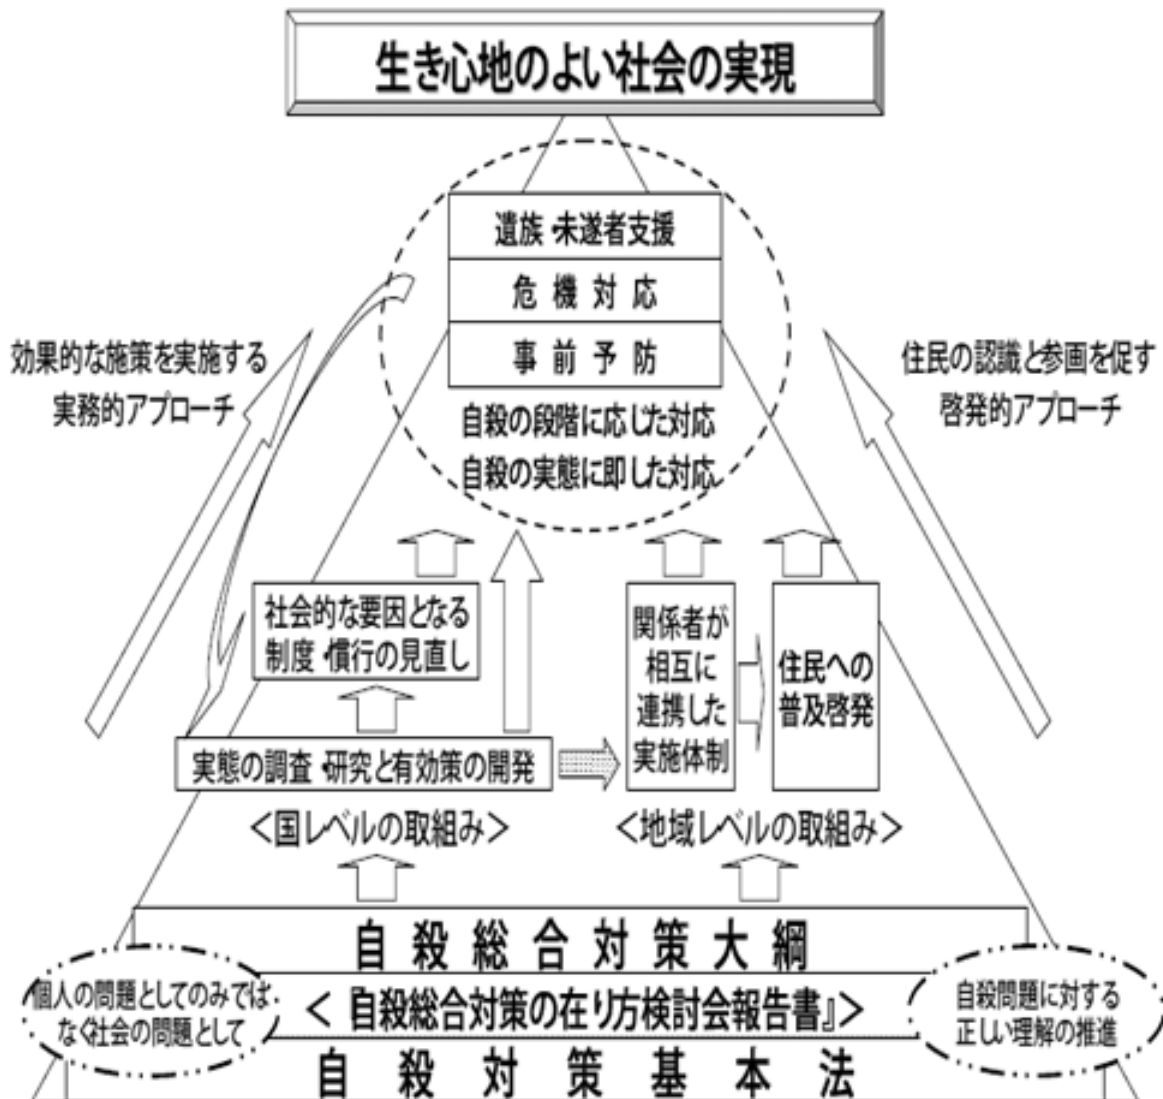 生き心地のよい社会の実現
遺族・未遂者支援
危機対応
事前予防
自殺の段階に応じた対応
自殺の実態に即した対応
効果的な施策を実施する
実務的アプローチ
住民の認識と参画を促す
啓発的アプローチ
社会的な要因となる
制度・慣行の見直し
関係者が
相互に
連携した
実施体制
住民への
普及啓発
実態の調査・研究と有効策の開発
<国レベルの取組み>
<地域レベルの取組み>
自殺総合対策大綱
個人の問題としてのみでは
なく社会の問題として
<『自殺総合対策の在り方検討会報告書』>
自殺問題に対する
正しい理解の推進
自殺対策基本法